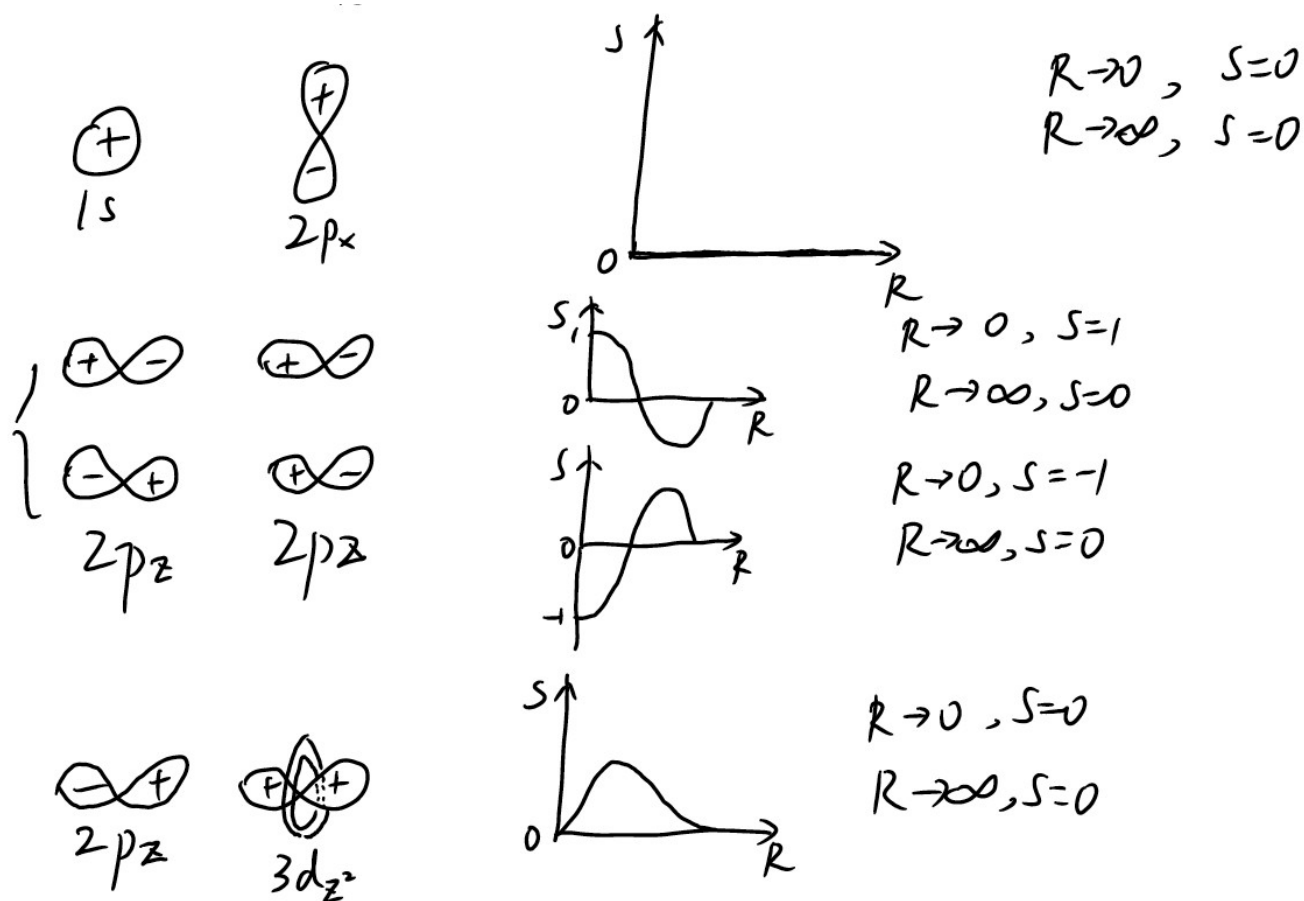 S
R→0, S=0
+
R→∞, S=0
+
-
1s
2px
0
R
S
1
R→0, S=1
+ -
+ -
0
R
R→∞, S=0
S
R→0, S=-1
- +
+ -
0
R
R→∞, S=0
2pz
2pz
-1
S
R→0, S=0
- +
+ +
R→∞, S=0
0
R
2pz
3dz²